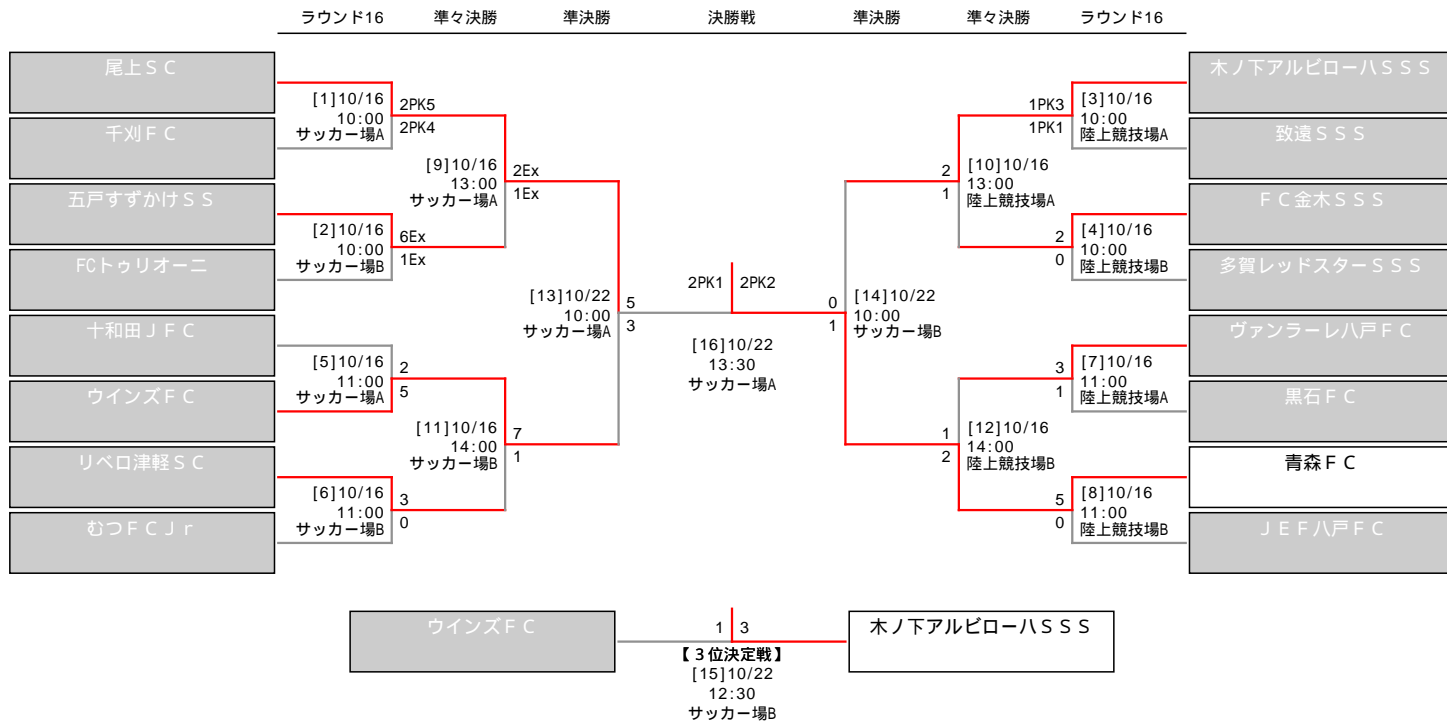 ラウンド16 準々決勝 準決勝 決勝戦 準決勝 準々決勝 ラウンド16
尾上ＳＣ
千刈ＦＣ
五戸すずかけＳＳ
FCトゥリオーニ
十和田ＪＦＣ
ウインズＦＣ
リベロ津軽ＳＣ
むつＦＣＪｒ
[1]10/16
10:00
サッカー場A
2PK5
2PK4
[2]10/16
10:00
サッカー場B
6Ex
1Ex
[5]10/16
11:00
サッカー場A
2
5
[6]10/16
11:00
サッカー場B
3
0
[9]10/16
13:00
サッカー場A
2Ex
1Ex
[11]10/16
14:00
サッカー場B
7
1
[13]10/22
10:00
サッカー場A
5
3
2PK1 2PK2
[16]10/22
13:30
サッカー場A
0
1
[14]10/22
10:00
サッカー場B
2
1
[10]10/16
13:00
陸上競技場A
1
2
[12]10/16
14:00
陸上競技場B
1PK3
1PK1
[3]10/16
10:00
陸上競技場A
2
0
[4]10/16
10:00
陸上競技場B
3
1
[7]10/16
11:00
陸上競技場A
5
0
[8]10/16
11:00
陸上競技場B
木ノ下アルビローハＳＳＳ
致遠ＳＳＳ
ＦＣ金木ＳＳＳ
多賀レッドスターＳＳＳ
ヴァンラーレ八戸ＦＣ
黒石ＦＣ
青森ＦＣ
ＪＥＦ八戸ＦＣ
ウインズＦＣ
1 3
木ノ下アルビローハＳＳＳ
【３位決定戦】
[15]10/22
12:30
サッカー場B